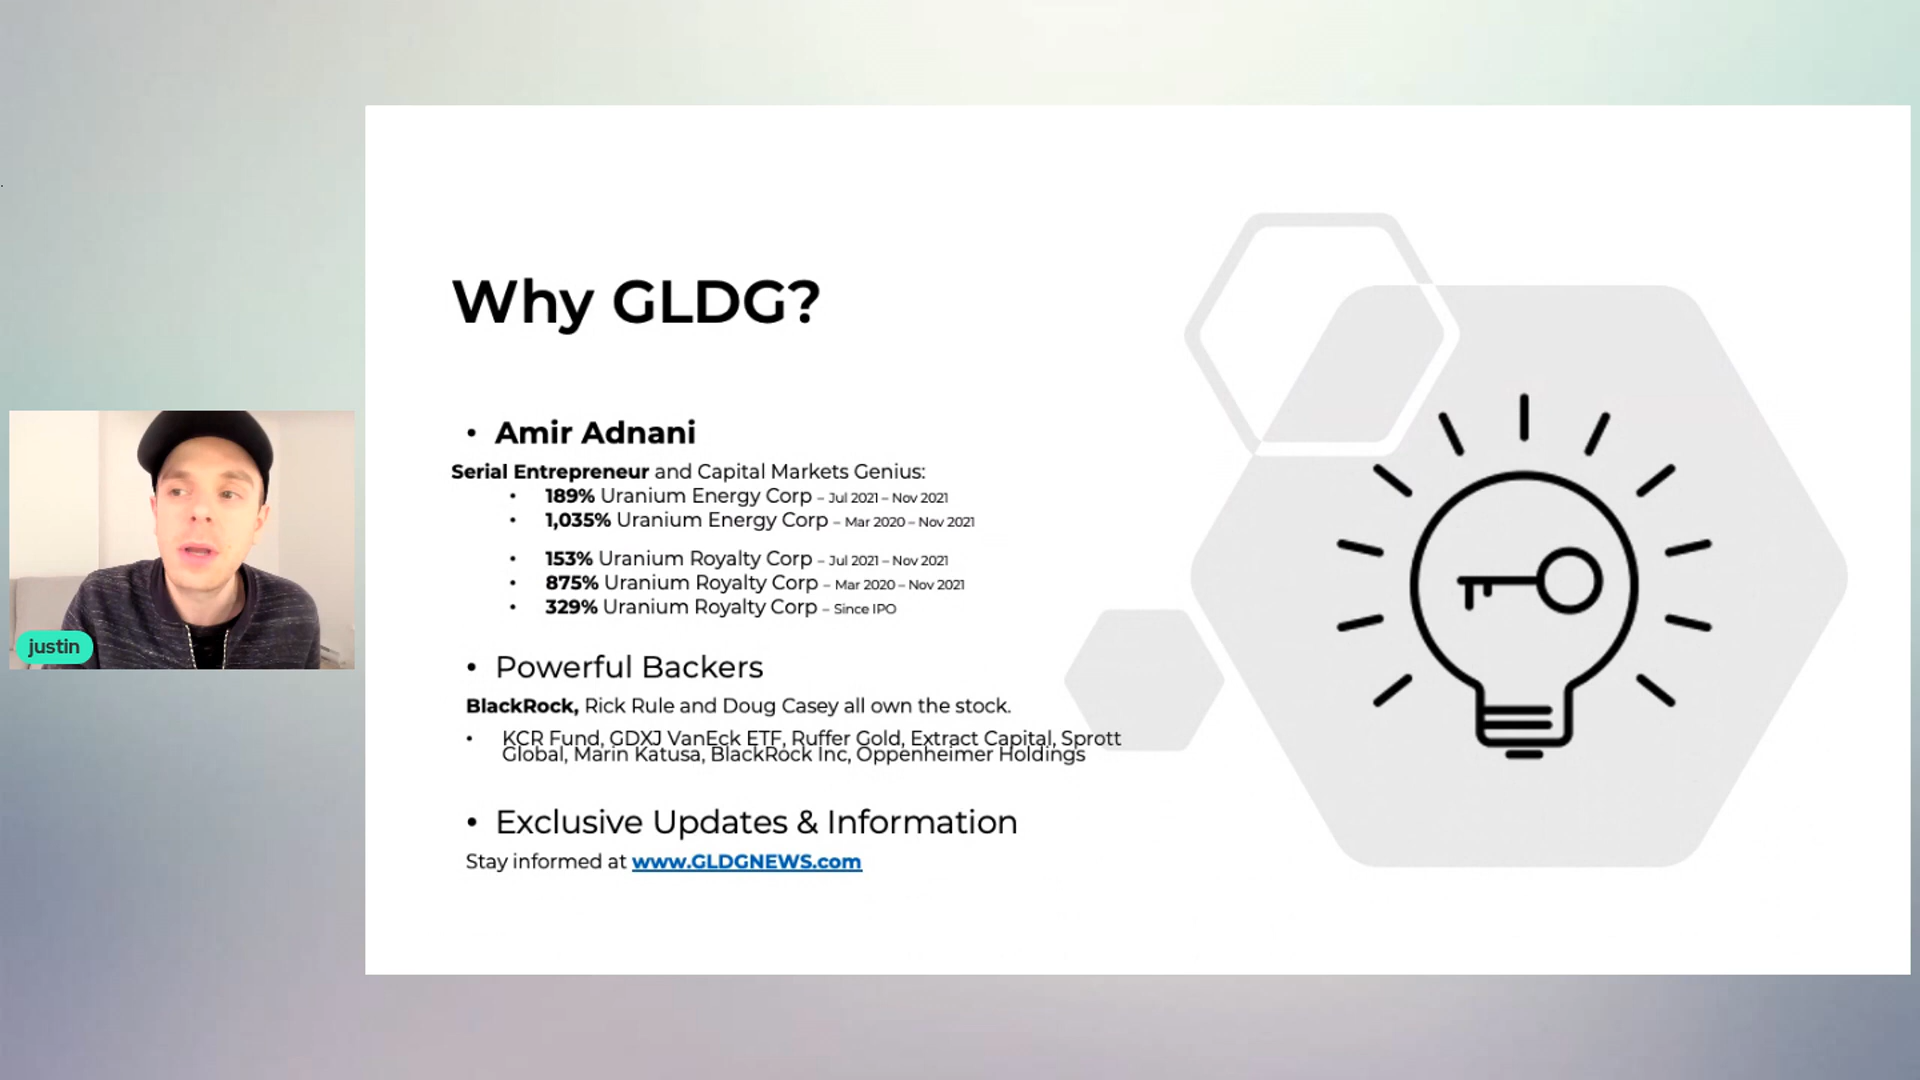 Why GLDG?
• Amir Adnani
Serial Entrepreneur and Capital Markets Genius:
• 189% Uranium Energy Corp – Jul 2021 – Nov 2021
• 1,035% Uranium Energy Corp – Mar 2020 – Nov 2021
• 153% Uranium Royalty Corp – Jul 2021 – Nov 2021
• 875% Uranium Royalty Corp – Mar 2020 – Nov 2021
• 329% Uranium Royalty Corp – Since IPO
justin
• Powerful Backers
BlackRock, Rick Rule and Doug Casey all own the stock.
• KCR Fund, GDXJ VanEck ETF, Ruffer Gold, Extract Capital, Sprott
Global, Marin Katusa, BlackRock Inc, Oppenheimer Holdings
• Exclusive Updates & Information
Stay informed at www.GLDGNEWS.com